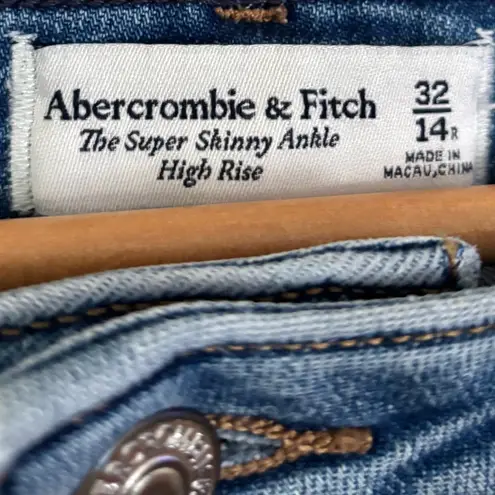 Abercrombie & Fitch
The Super Skinny Ankle
High Rise
32
14R
MADE IN
MACAU, CHINA